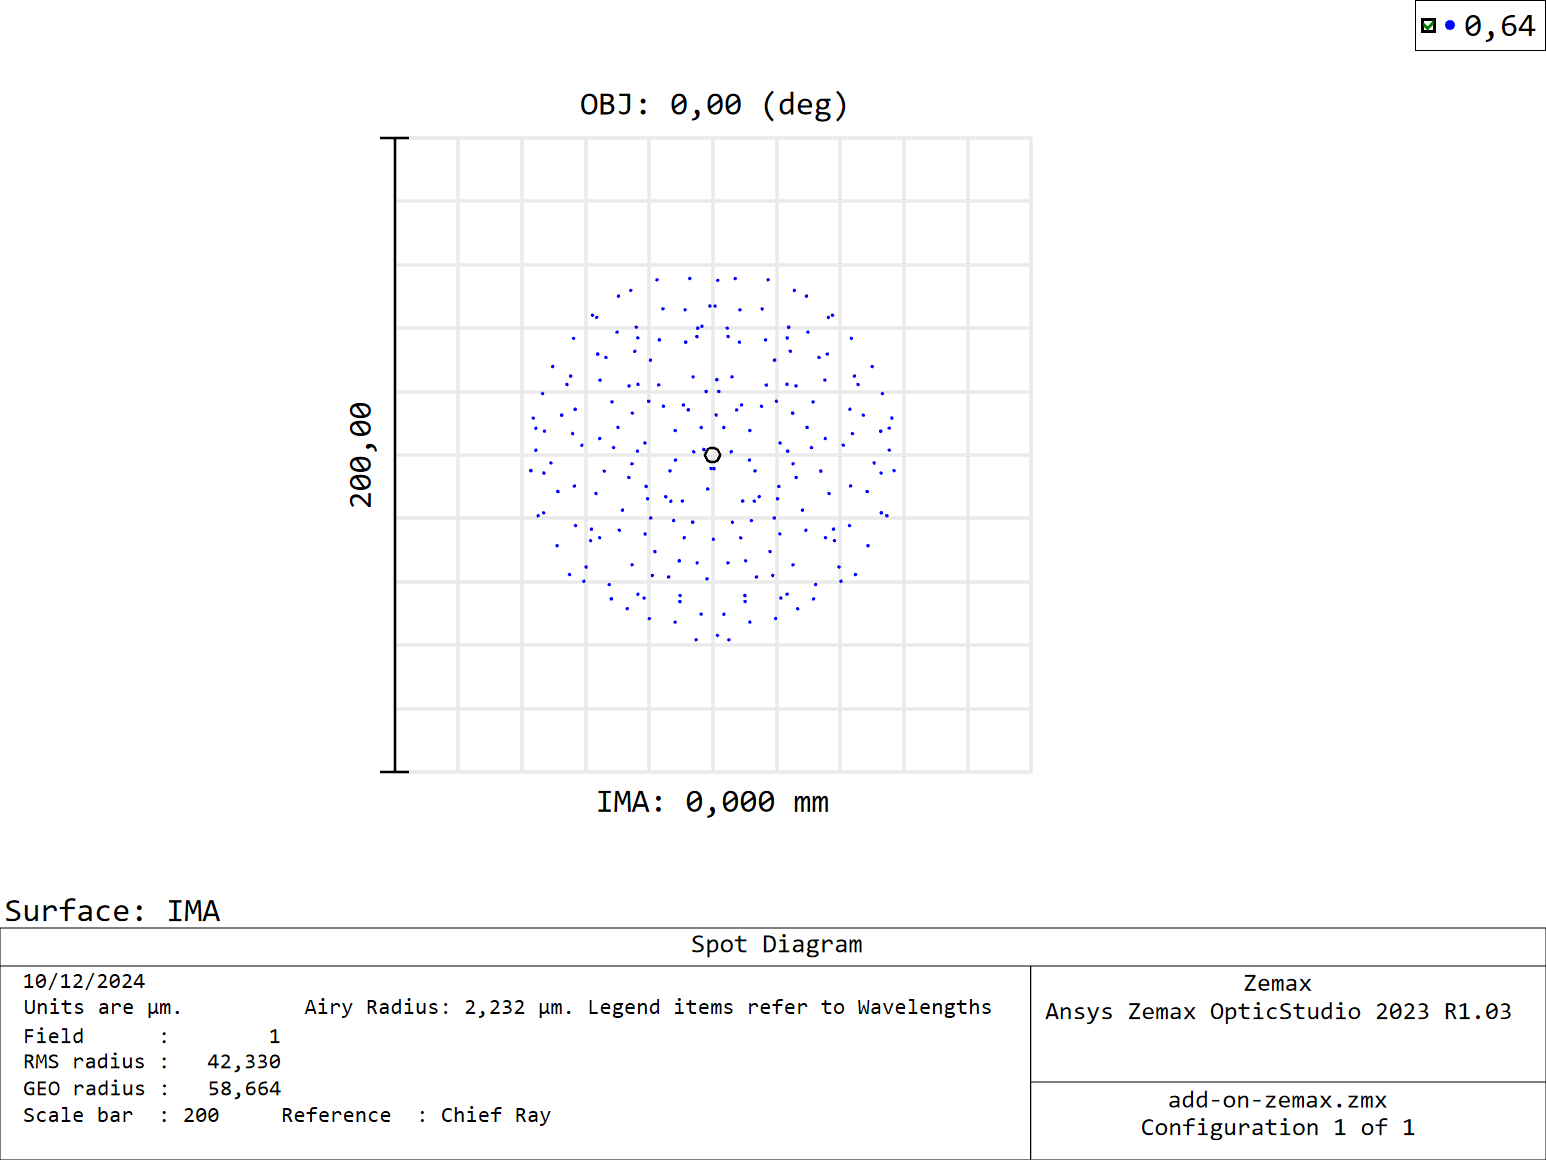 0,64
OBJ: 0,00 (deg)
200,00
IMA: 0,000 mm
Surface: IMA
Spot Diagram
10/12/2024
Units are µm. Airy Radius: 2,232 µm. Legend items refer to Wavelengths
Field : 1
RMS radius : 42,330
GEO radius : 58,664
Scale bar : 200 Reference : Chief Ray
Zemax
Ansys Zemax OpticStudio 2023 R1.03
add-on-zemax.zmx
Configuration 1 of 1